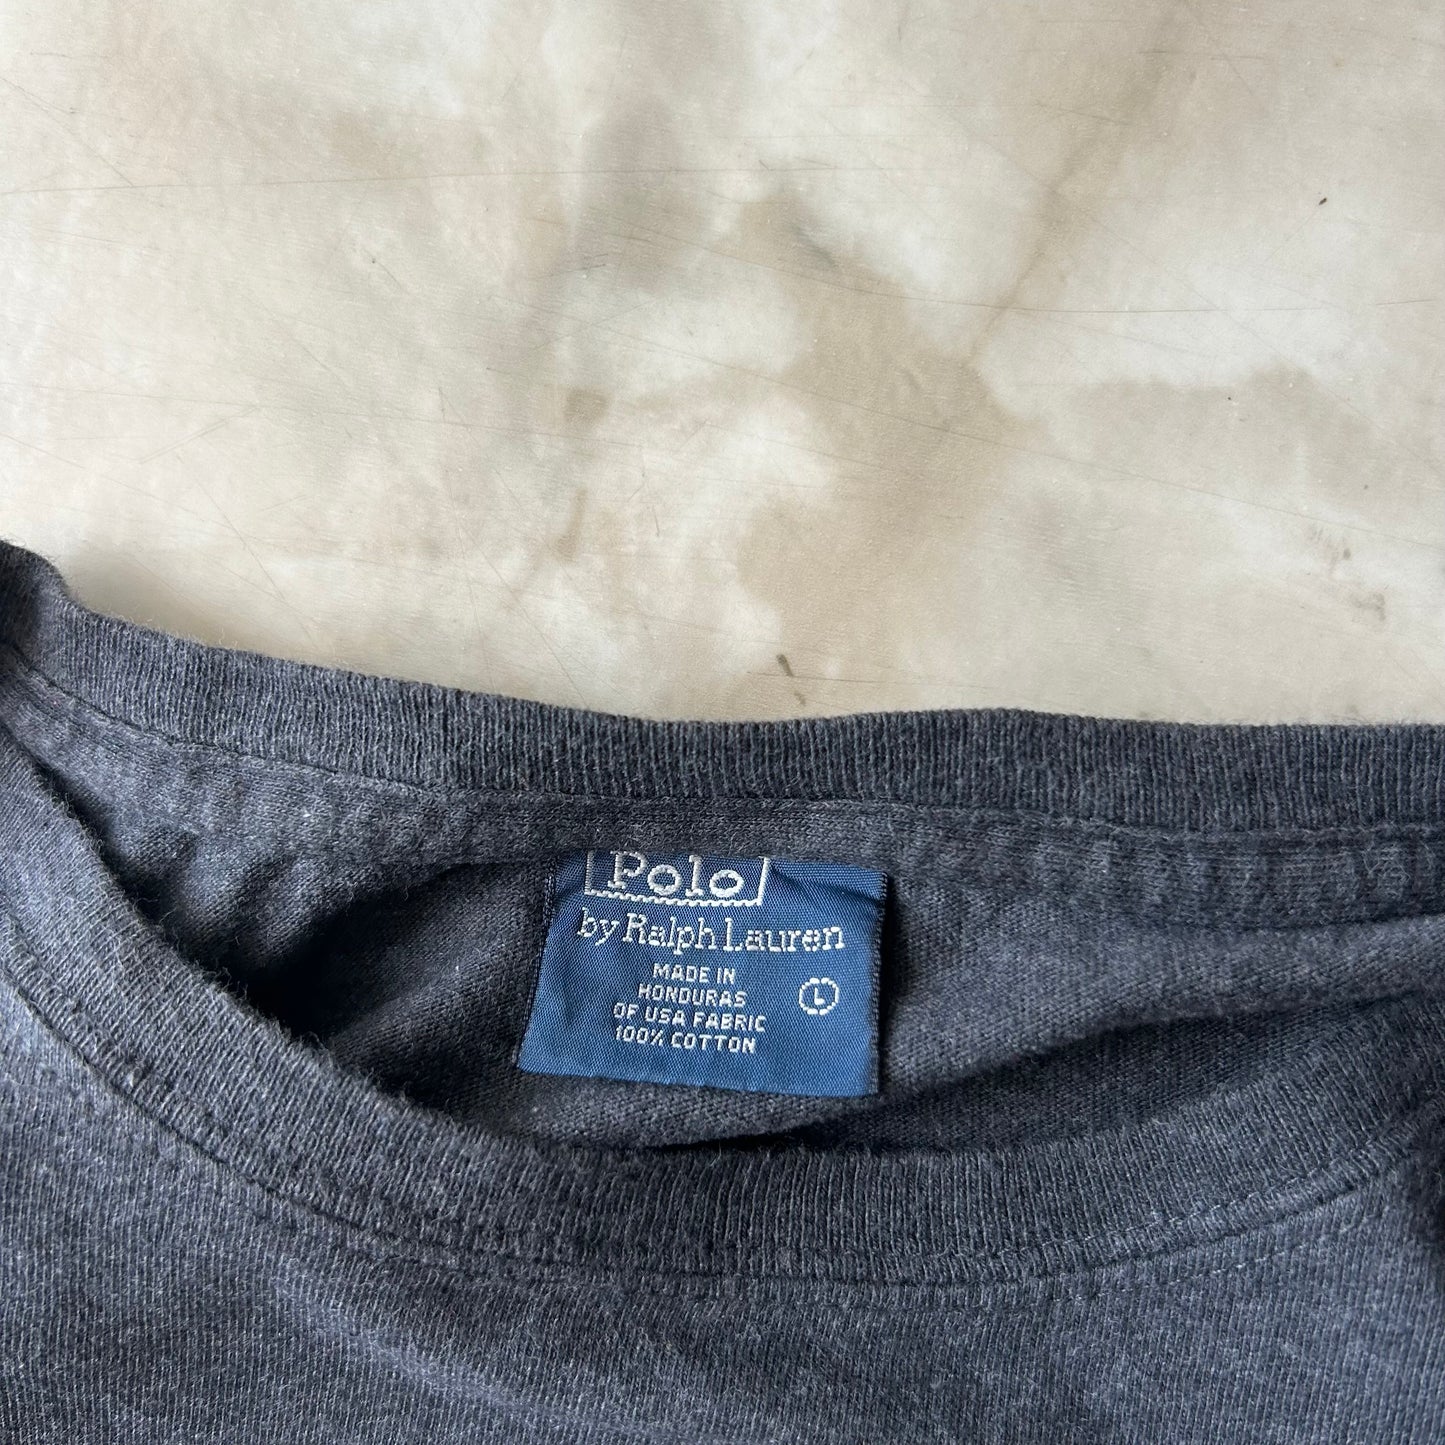 Polo
by Ralph Lauren
MADE IN
HONDURAS
OF USA FABRIC
100% COTTON
L